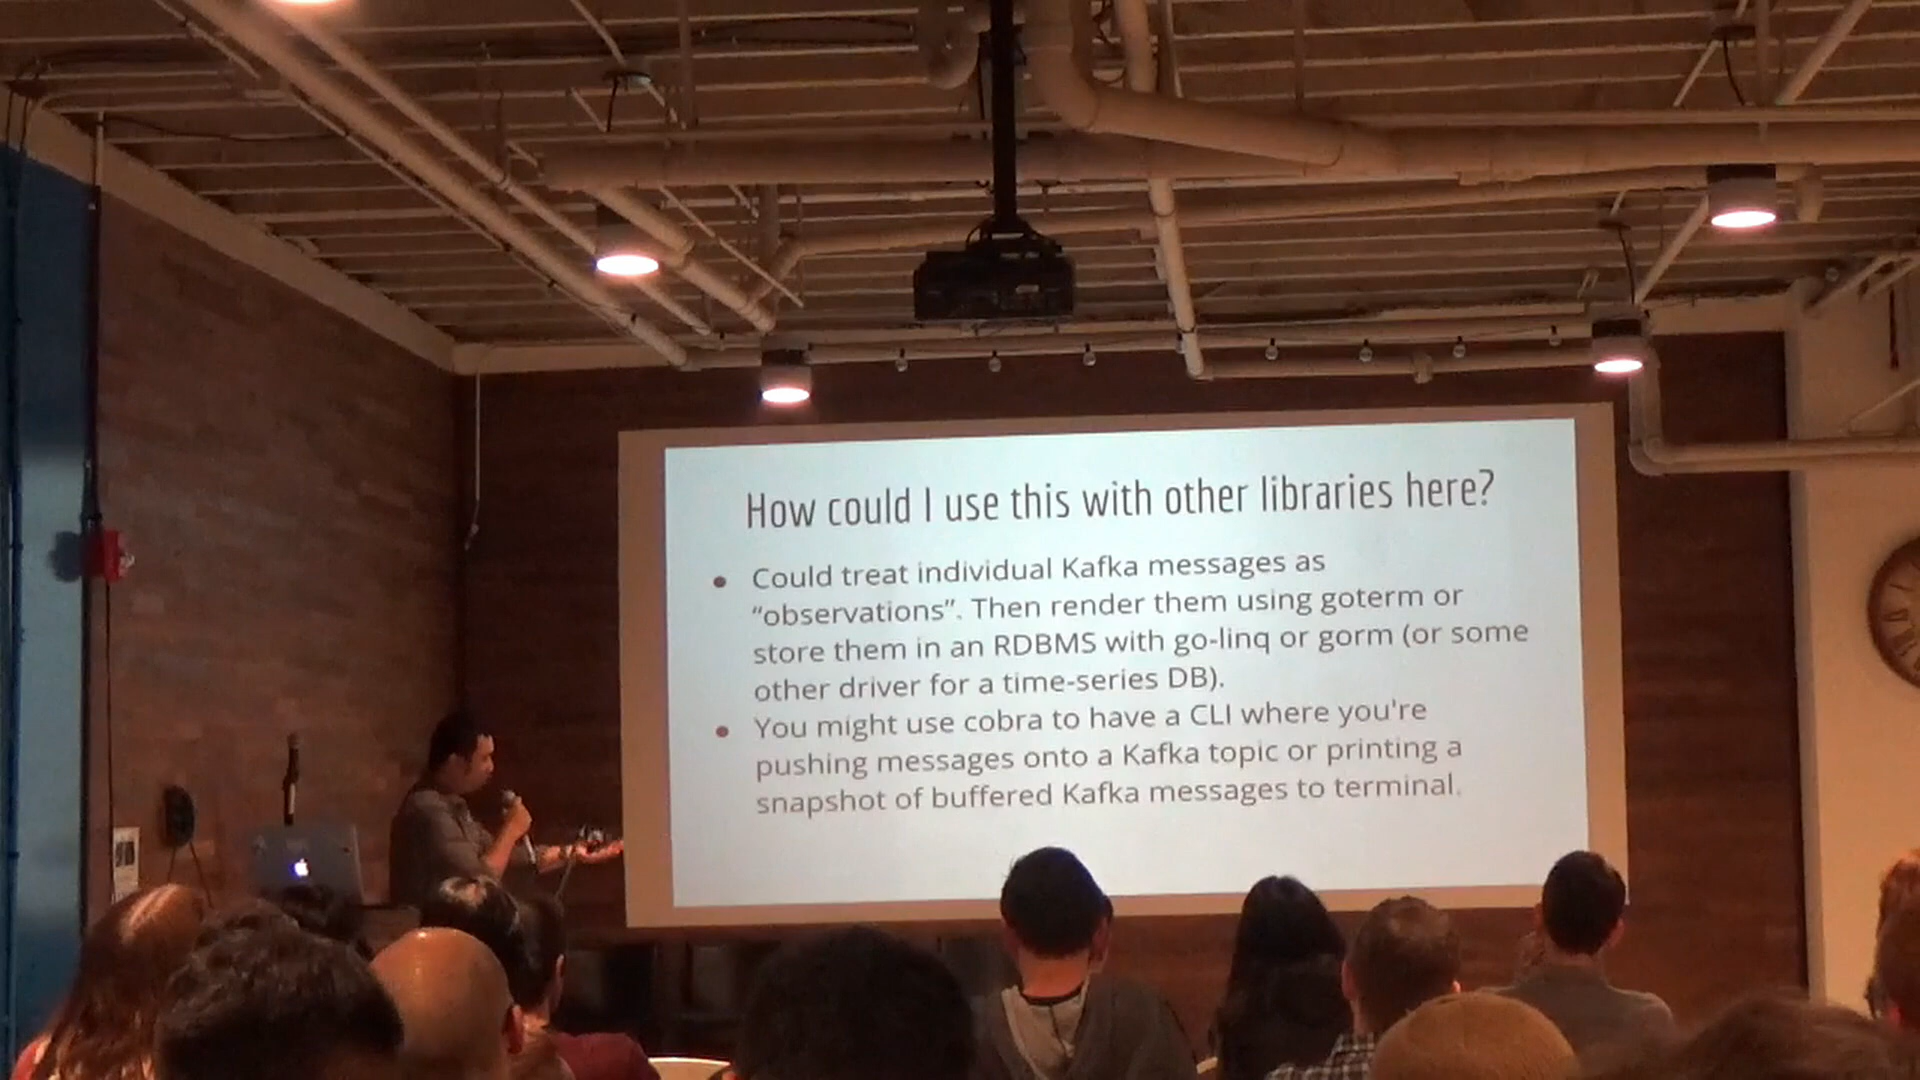 How could I use this with other libraries here?
● Could treat individual Kafka messages as
“observations”. Then render them using goterm or
store them in an RDBMS with go-linq or gorm (or some
other driver for a time-series DB).
● You might use cobra to have a CLI where you're
pushing messages onto a Kafka topic or printing a
snapshot of buffered Kafka messages to terminal.